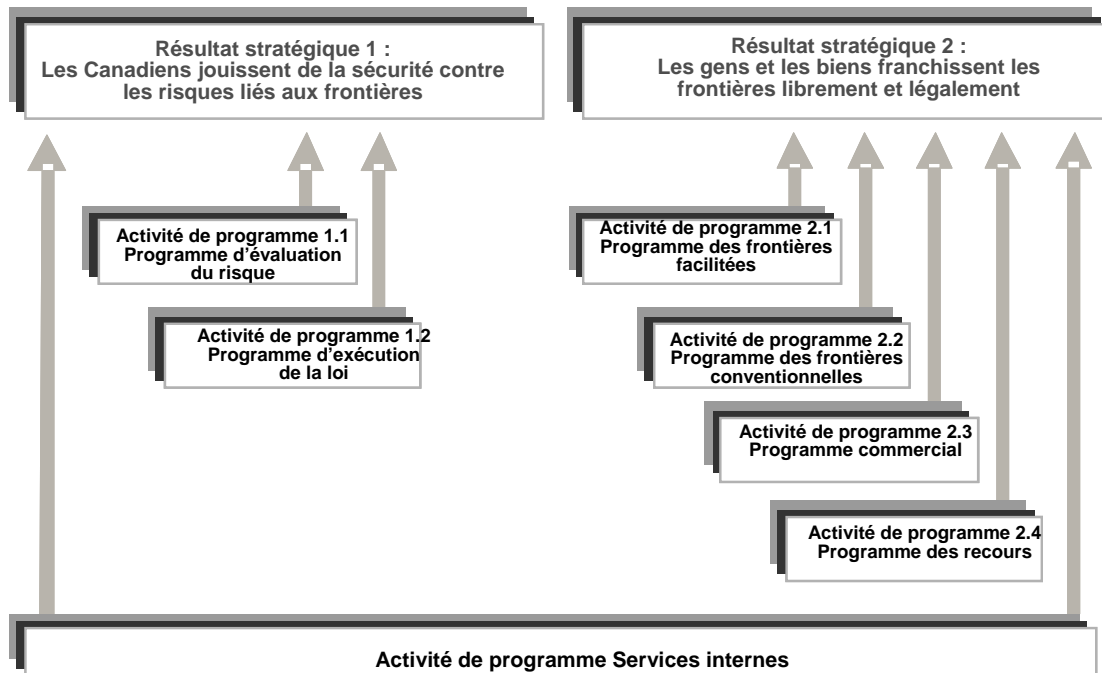 Résultat stratégique 1 :
Les Canadiens jouissent de la sécurité contre
les risques liés aux frontières
Résultat stratégique 2 :
Les gens et les biens franchissent les
frontières librement et légalement
Activité de programme 1.1
Programme d'évaluation
du risque
Activité de programme 1.2
Programme d'exécution
de la loi
Activité de programme 2.1
Programme des frontières
facilitées
Activité de programme 2.2
Programme des frontières
conventionnelles
Activité de programme 2.3
Programme commercial
Activité de programme 2.4
Programme des recours
Activité de programme Services internes